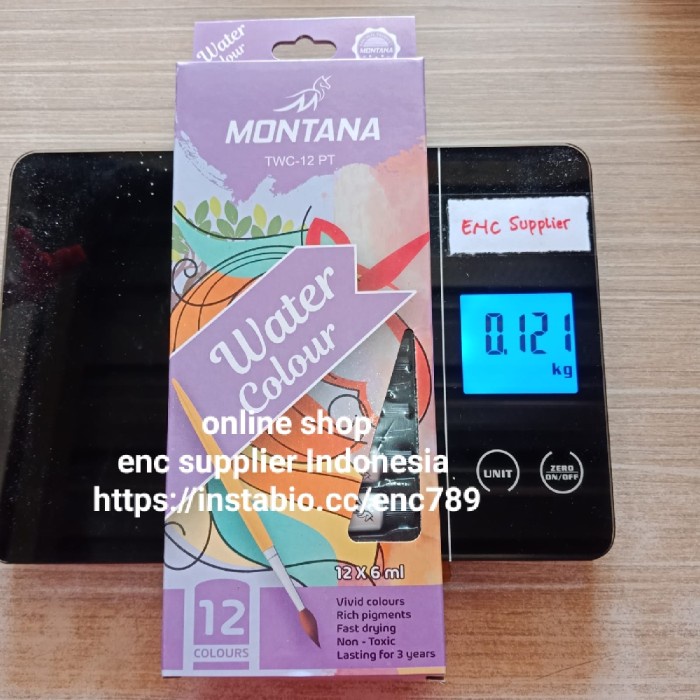 Water
lour
MONTANA
MONTANA
TWC-12 PT
Water
Colour
ENC Supplier
0.121
kg
UNIT
ZERO
ON/OFF
online shop
enc supplier Indonesia
https://instabio.cc/enc789
12 X 6 ml
12
COLOURS
Vivid colours
Rich pigments
Fast drying
Non - Toxic
Lasting for 3 years